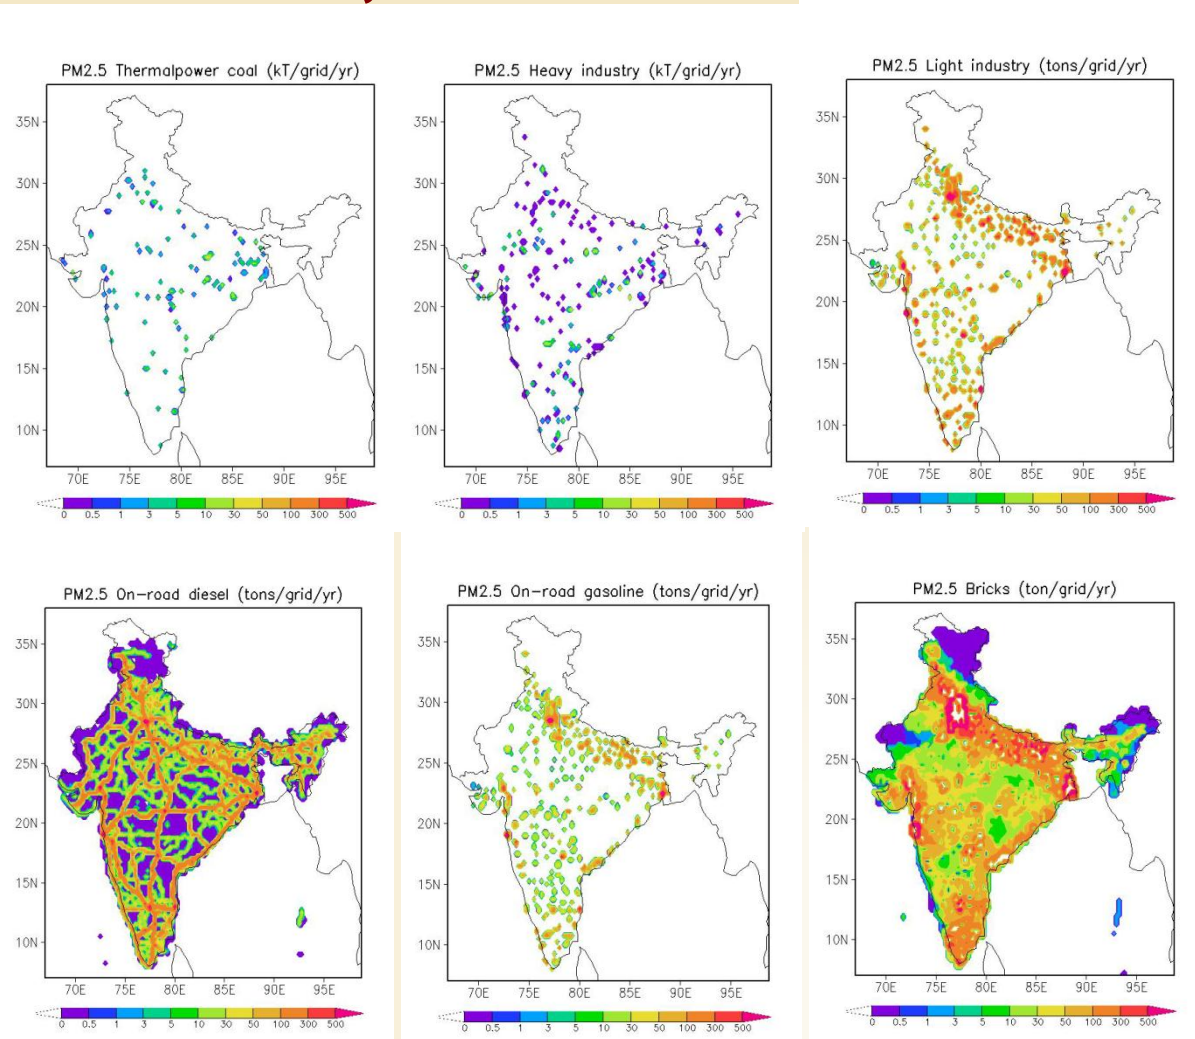 PM2.5 Thermalpower coal (kT/grid/yr)
35N
30N
25N
20N
15N
10N
70E 75E 80E 85E 90E 95E
0 0.5 1 3 5 10 30 50 100 300 500
PM2.5 Heavy industry (kT/grid/yr)
35N
30N
25N
20N
15N
10N
70E 75E 80E 85E 90E 95E
0 0.5 1 3 5 10 30 50 100 300 500
PM2.5 Light industry (tons/grid/yr)
35N
30N
25N
20N
15N
10N
70E 75E 80E 85E 90E 95E
0 0.5 1 3 5 10 30 50 100 300 500
PM2.5 On-road diesel (tons/grid/yr)
35N
30N
25N
20N
15N
10N
70E 75E 80E 85E 90E 95E
0 0.5 1 3 5 10 30 50 100 300 500
PM2.5 On-road gasoline (tons/grid/yr)
35N
30N
25N
20N
15N
10N
70E 75E 80E 85E 90E 95E
0 0.5 1 3 5 10 30 50 100 300 500
PM2.5 Bricks (ton/grid/yr)
35N
30N
25N
20N
15N
10N
70E 75E 80E 85E 90E 95E
0 0.5 1 3 5 10 30 50 100 300 500